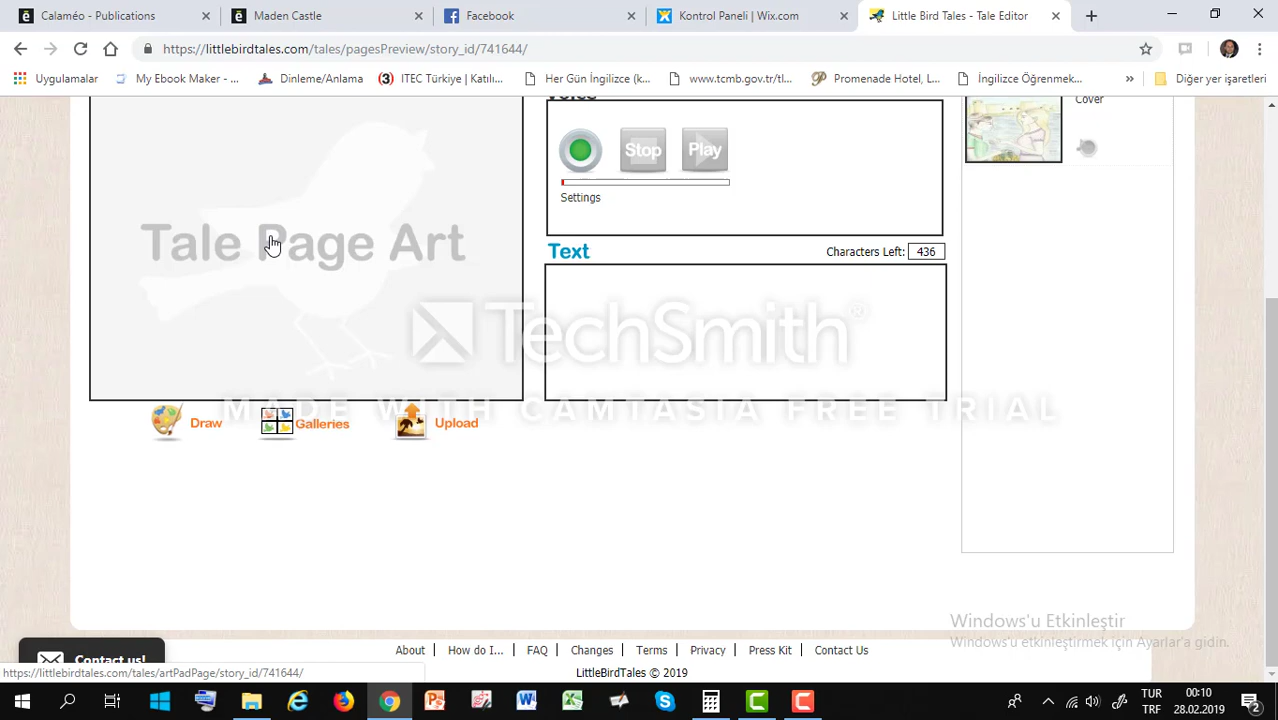 Calaméo - Publications
Maden Castle
Facebook
Kontrol Paneli | Wix.com
Little Bird Tales - Tale Editor
https://littlebirdtales.com/tales/pagesPreview/story_id/741644/
Uygulamalar
My Ebook Maker - ...
Dinleme/Anlama
ITEC Türkiye | Katıl...
Her Gün İngilizce (k...
www.tcmb.gov.tr/tl...
Promenade Hotel, L...
İngilizce Öğrenmek...
Diğer yer işaretleri
Voice
Cover
Stop
Play
Settings
Tale Page Art
Text
Characters Left: 436
TechSmith®
MADE WITH CAMTASIA FREE TRIAL
Draw
Galleries
Upload
Windows'u Etkinleştir
Windows'u etkinleştirmek için Ayarlar'a gidin.
About | How do I... | FAQ | Changes | Terms | Privacy | Press Kit | Contact Us
Contact us!
https://littlebirdtales.com/tales/artPadPage/story_id/741644/
LittleBirdTales © 2019
TUR
TRF
00:10
28.02.2019
2